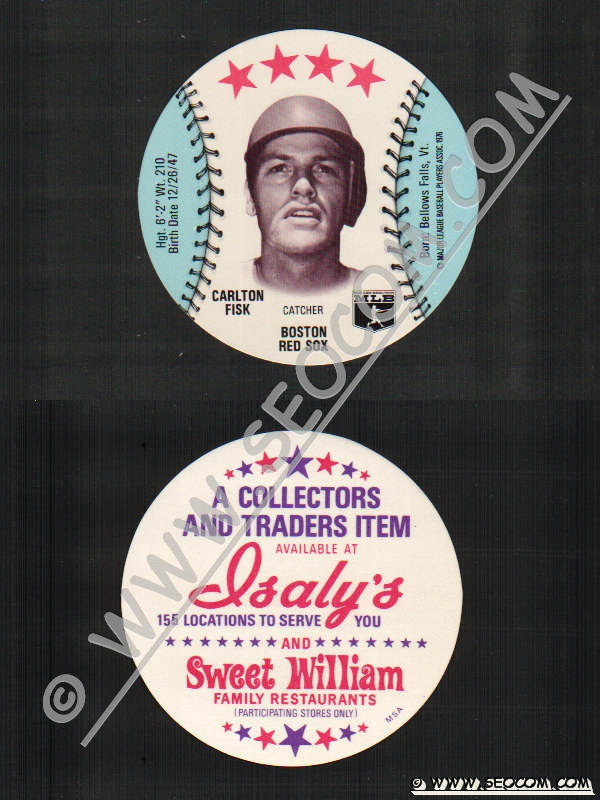 Hgt. 6'-2" Wt. 210
Birth Date 12/26/47
Born: Bellows Falls, Vt.
© MAJOR LEAGUE BASEBALL PLAYERS ASSOC. 1976
CARLTON
FISK
CATCHER
MLB
BOSTON
RED SOX
A COLLECTORS
AND TRADERS ITEM
AVAILABLE AT
Isaly's
155 LOCATIONS TO SERVE YOU
AND
Sweet William
FAMILY RESTAURANTS
(PARTICIPATING STORES ONLY)
MSA
© WWW.SEOCOM.COM
© WWW.SEOCOM.COM